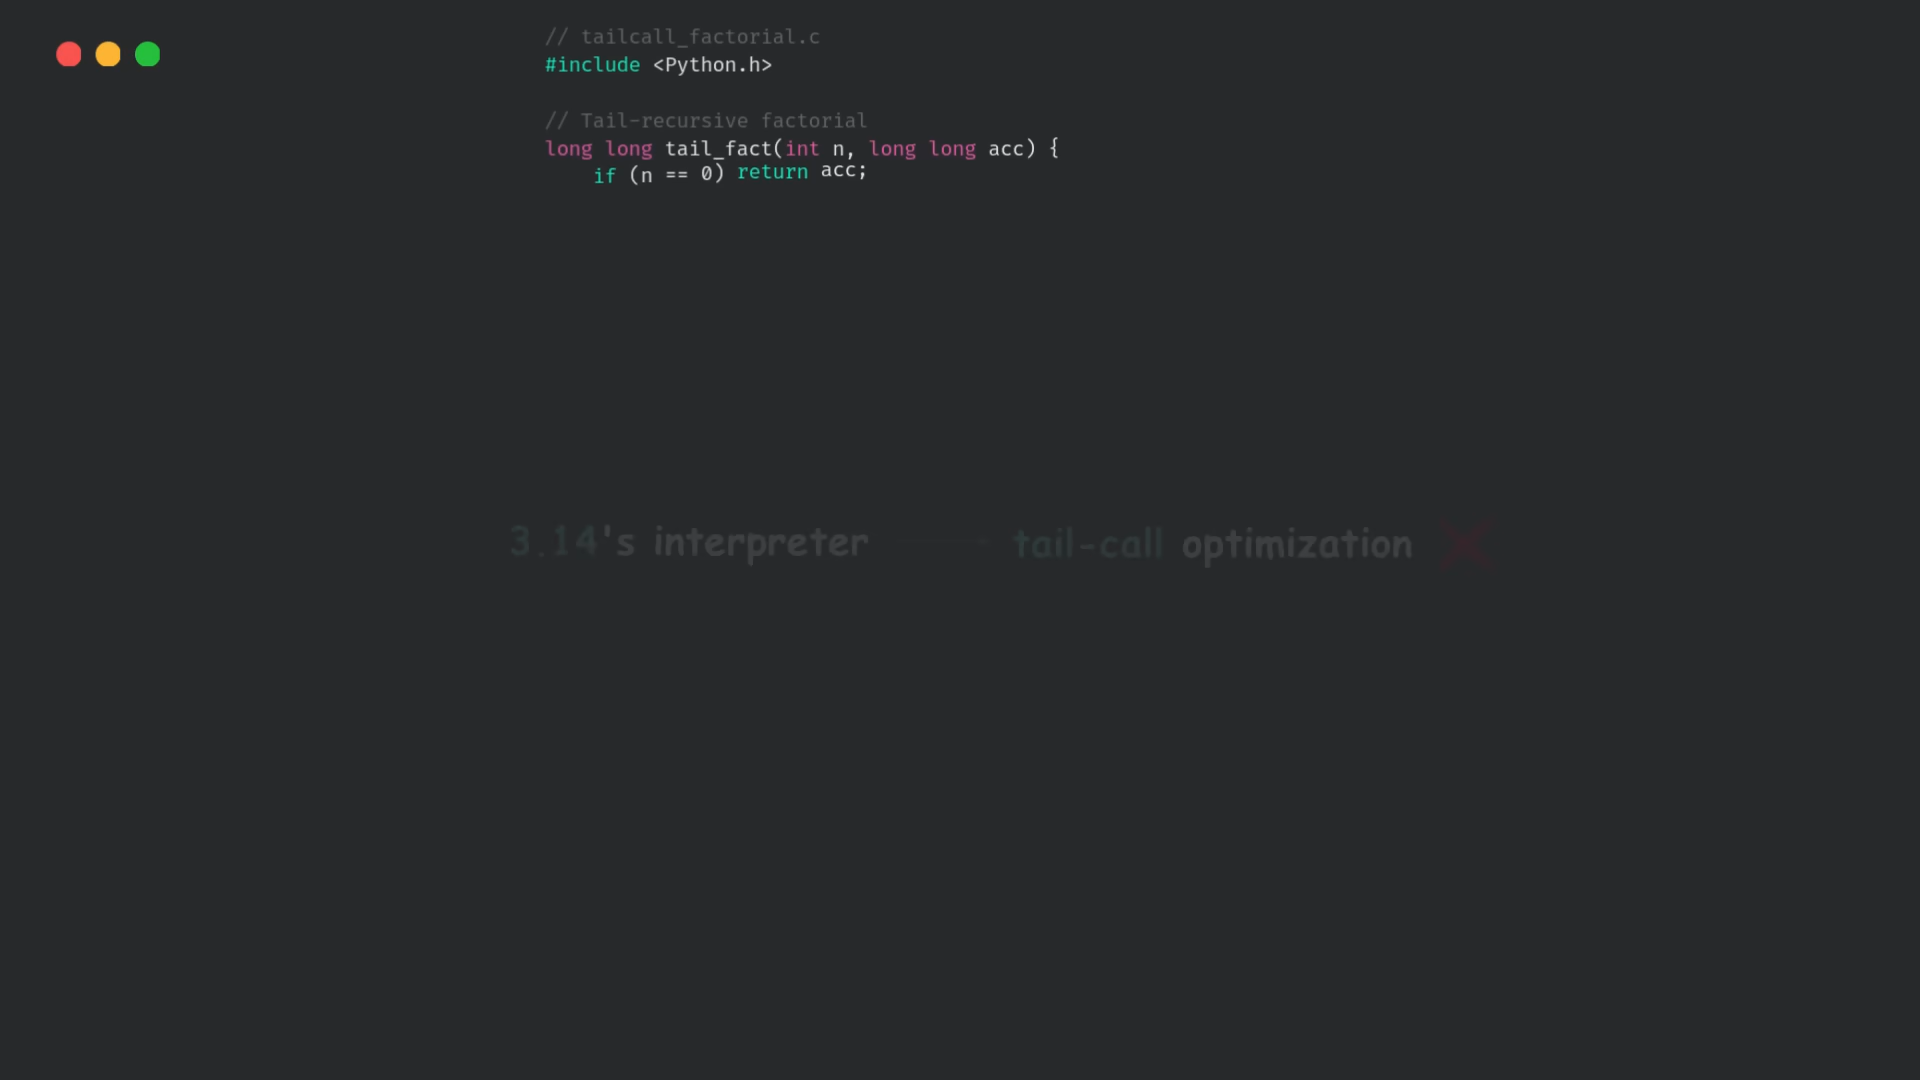 // tailcall_factorial.c
#include <Python.h>
// Tail-recursive factorial
long long tail_fact(int n, long long acc) {
    if (n == 0) return acc;
3.14's interpreter tail-call optimization